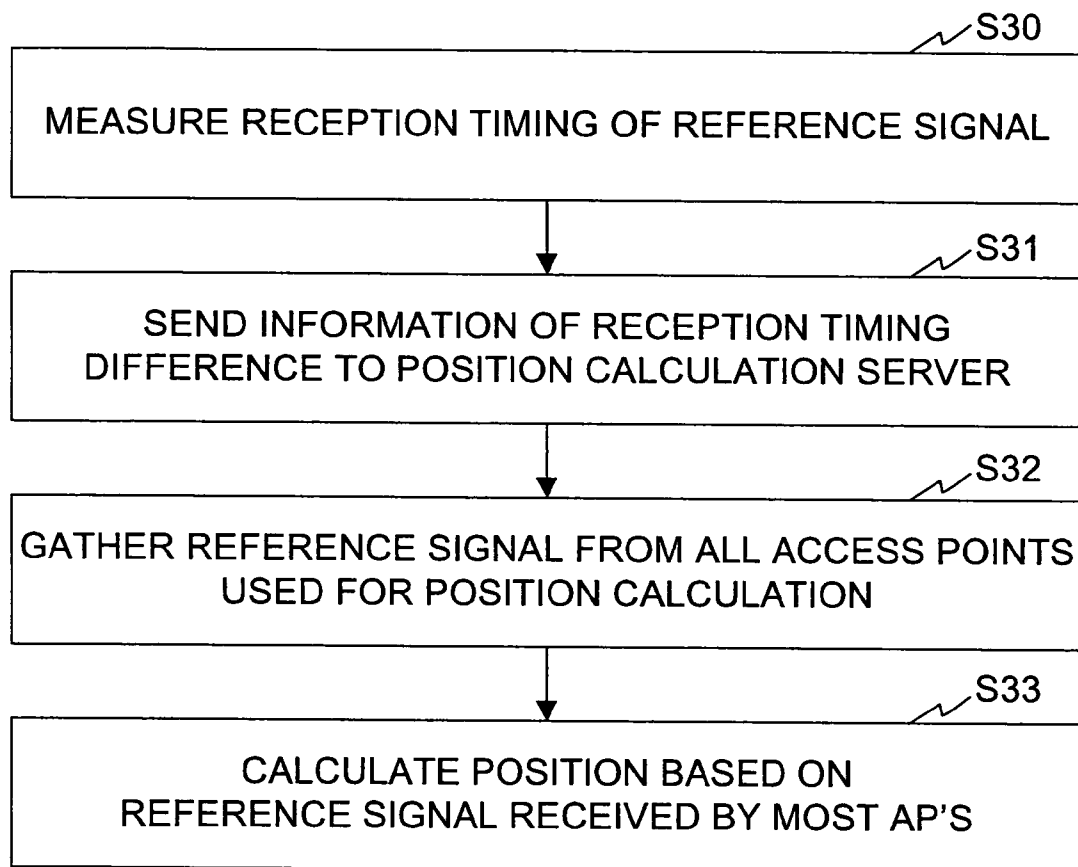 S30
MEASURE RECEPTION TIMING OF REFERENCE SIGNAL
S31
SEND INFORMATION OF RECEPTION TIMING
DIFFERENCE TO POSITION CALCULATION SERVER
S32
GATHER REFERENCE SIGNAL FROM ALL ACCESS POINTS
USED FOR POSITION CALCULATION
S33
CALCULATE POSITION BASED ON
REFERENCE SIGNAL RECEIVED BY MOST AP'S